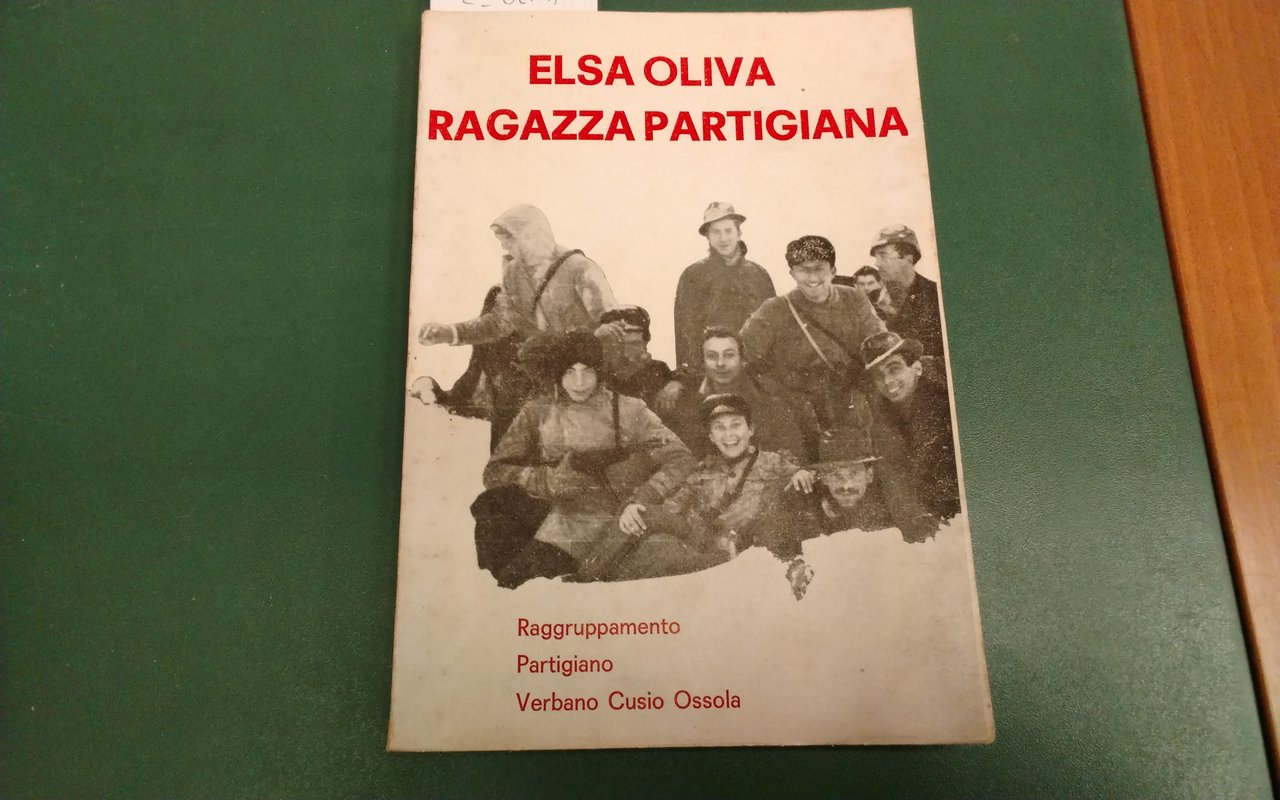 ELSA OLIVA
RAGAZZA PARTIGIANA
Raggruppamento
Partigiano
Verbano Cusio Ossola